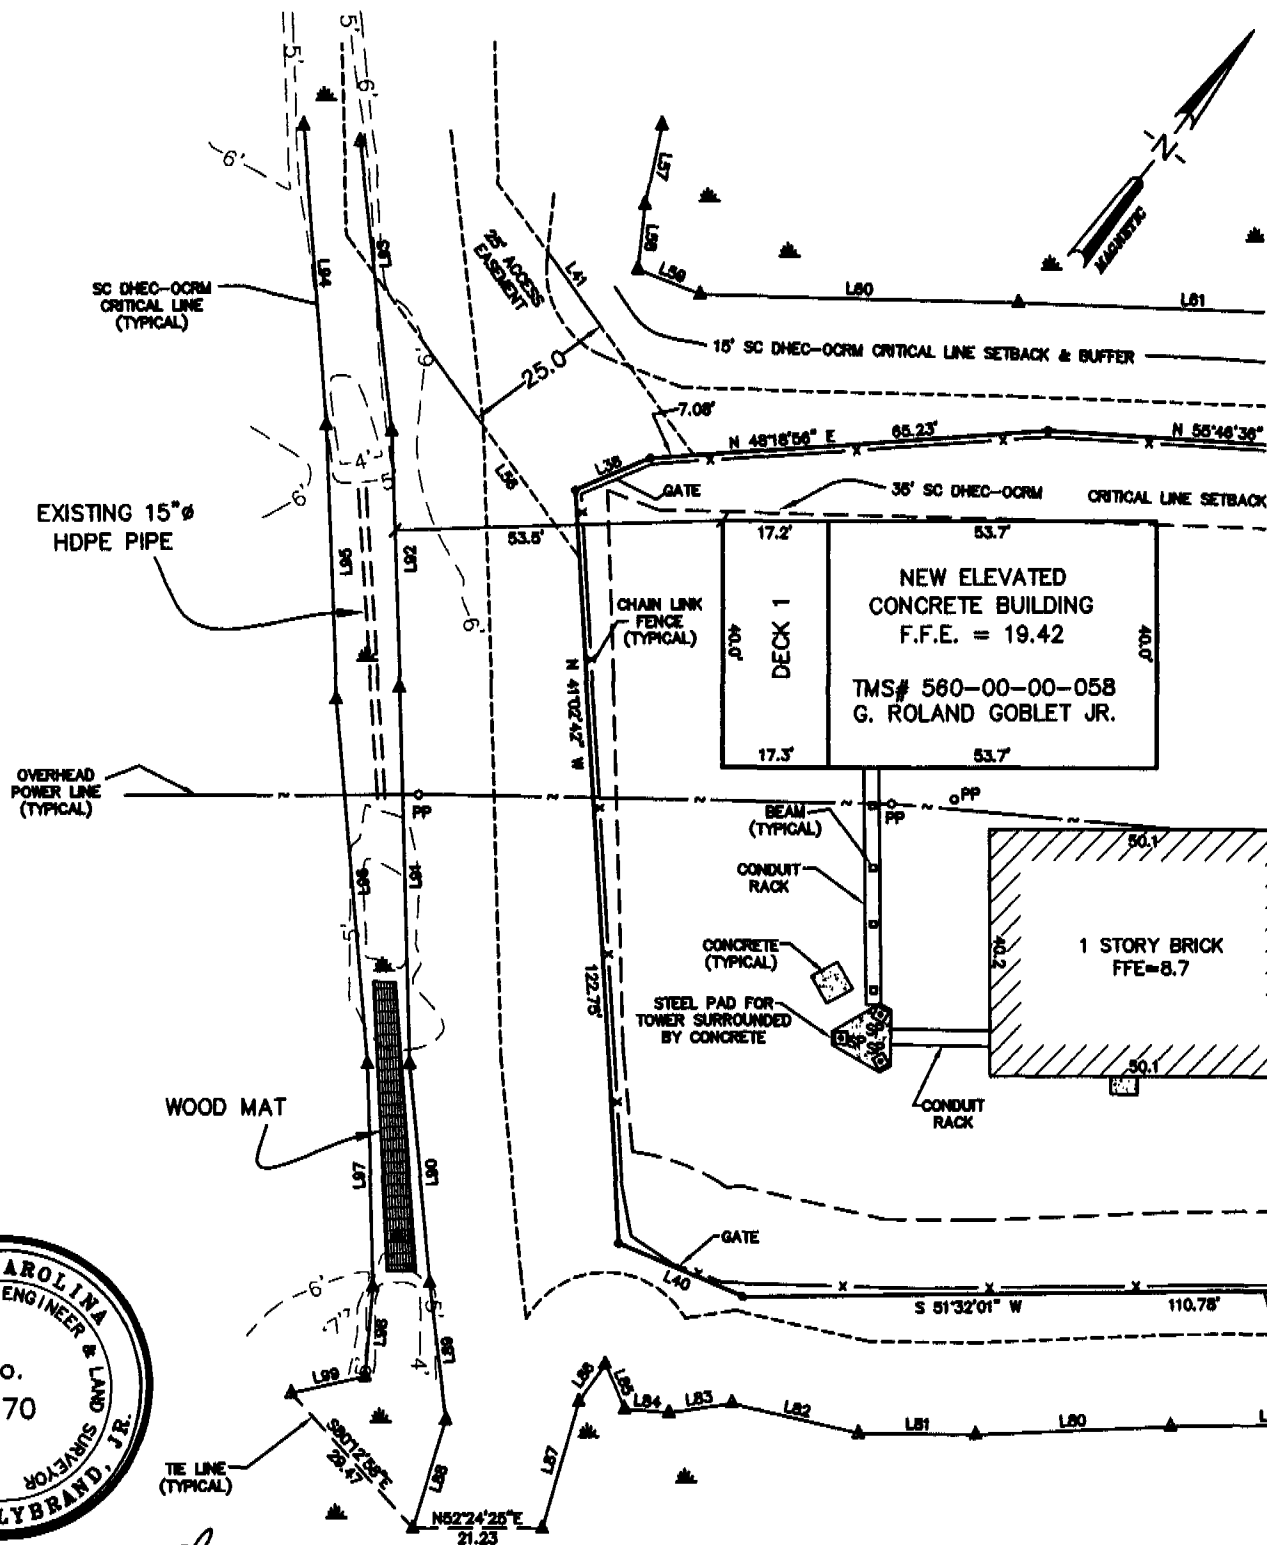 5'
5'
6'
6'
L57
L58
L59
L60
L61
N
MAGNETIC
L94
L93
25' ACCESS
EASEMENT
L41
SC DHEC-OCRM
CRITICAL LINE
(TYPICAL)
15' SC DHEC-OCRM CRITICAL LINE SETBACK & BUFFER
6'
25.0
7.08'
N 48°18'56" E
65.23'
N 55°46'36"
L56
L38
GATE
35' SC DHEC-OCRM
CRITICAL LINE SETBACK
4'
5'
6'
EXISTING 15"ø
HDPE PIPE
53.5'
17.2'
53.7'
L95
L92
6'
CHAIN LINK
FENCE
(TYPICAL)
40.0'
DECK 1
NEW ELEVATED
CONCRETE BUILDING
F.F.E. = 19.42
TMS# 560-00-00-058
G. ROLAND GOBLET JR.
40.0'
N 41°02'42" W
17.3'
53.7'
OVERHEAD
POWER LINE
(TYPICAL)
PP
BEAM
(TYPICAL)
PP
PP
50.1
L96
L91
CONDUIT
RACK
5'
122.75'
CONCRETE
(TYPICAL)
40.2
1 STORY BRICK
FFE=8.7
STEEL PAD FOR
TOWER SURROUNDED
BY CONCRETE
50.1
WOOD MAT
CONDUIT
RACK
L97
L90
GATE
L40
S 51°32'01" W
110.78'
6'
5'
4'
L98
L89
L99
L86
L85
L84
L83
L82
L81
L80
L
L87
L88
TIE LINE
(TYPICAL)
S80°12'58"E
29.47
N52°24'25"E
21.23
AROLINA
ENGINEER & LAND SURVEYOR
O.
70
LYBRAND, JR.